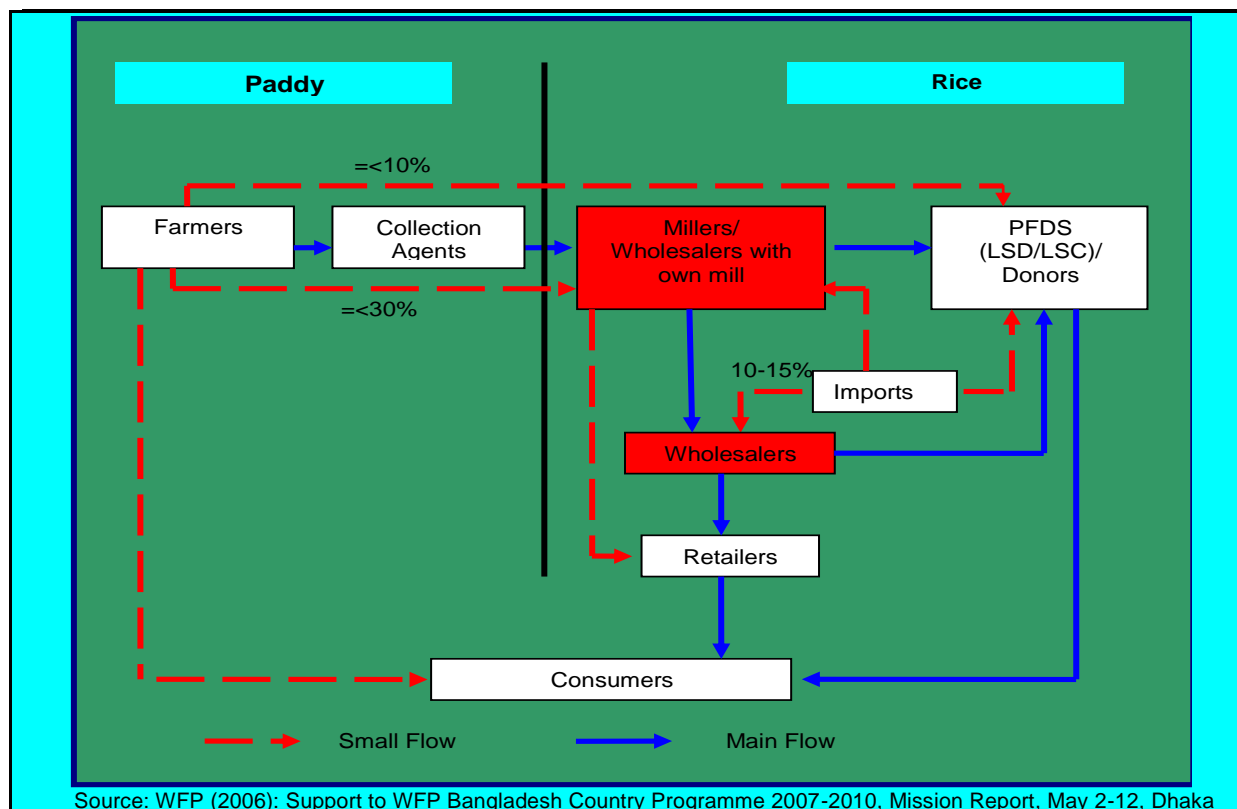 Paddy
Rice
=<10%
Farmers
Collection
Agents
Millers/
Wholesalers with
own mill
PFDS
(LSD/LSC)/
Donors
=<30%
10-15%
Imports
Wholesalers
Retailers
Consumers
Small Flow
Main Flow
Source: WFP (2006): Support to WFP Bangladesh Country Programme 2007-2010, Mission Report, May 2-12, Dhaka